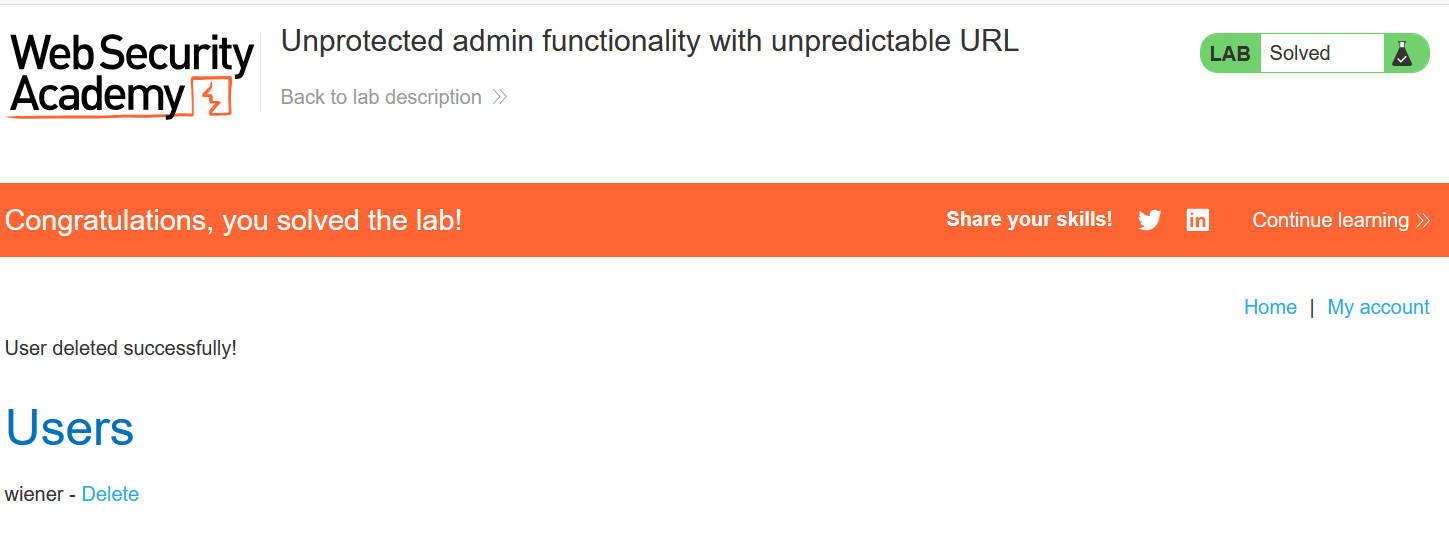 Web Security
Academy
Unprotected admin functionality with unpredictable URL
Back to lab description
LAB Solved
Congratulations, you solved the lab!
Share your skills!
in
Continue learning
Home | My account
User deleted successfully!
Users
wiener - Delete